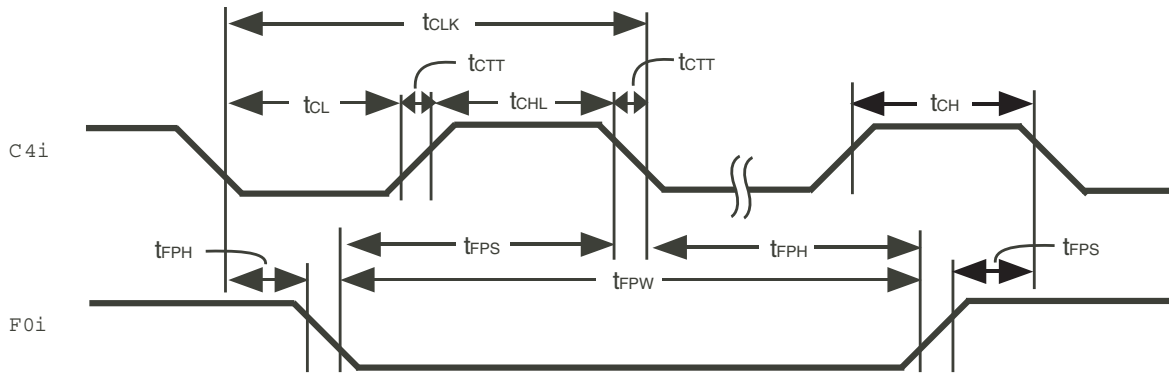 tCLK
tCTT
tCTT
tCL
tCHL
tCH
C4i
tFPH
tFPS
tFPH
tFPS
tFPW
F0i